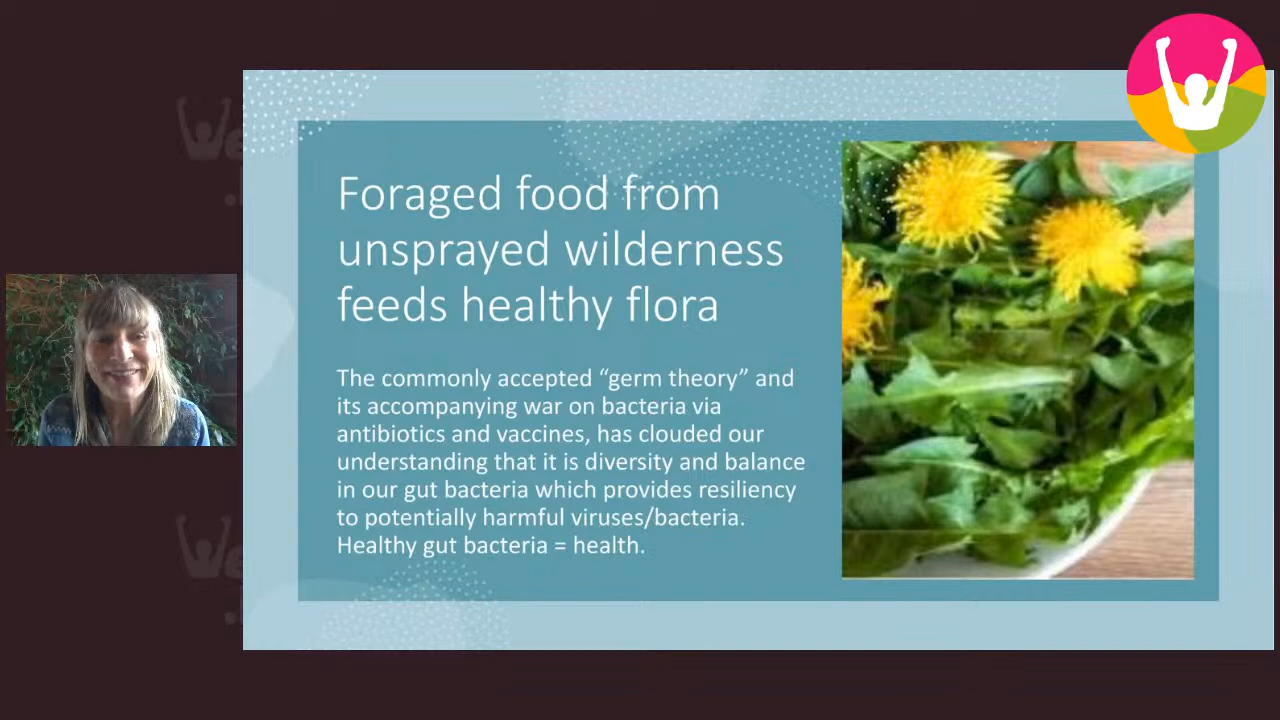 Foraged food from
unsprayed wilderness
feeds healthy flora
The commonly accepted “germ theory” and
its accompanying war on bacteria via
antibiotics and vaccines, has clouded our
understanding that it is diversity and balance
in our gut bacteria which provides resiliency
to potentially harmful viruses/bacteria.
Healthy gut bacteria = health.